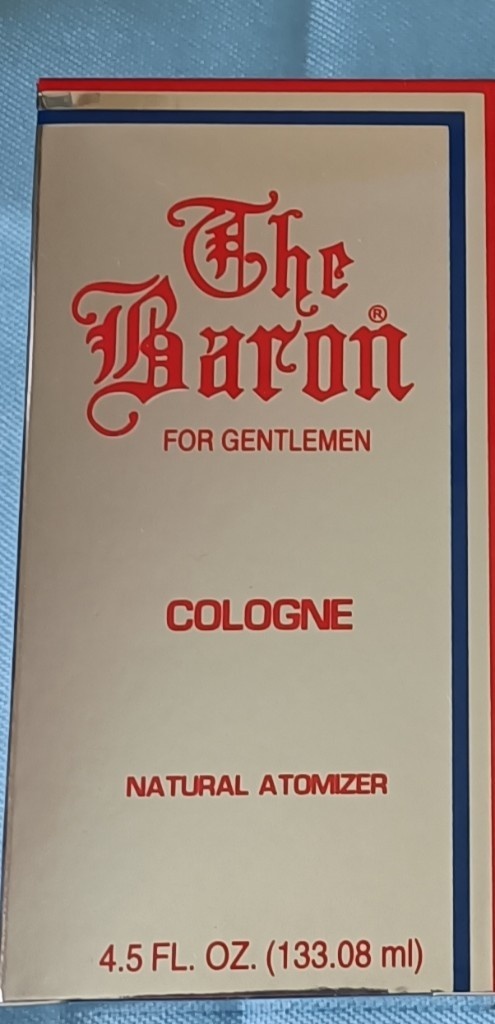 The
Baron®
FOR GENTLEMEN
COLOGNE
NATURAL ATOMIZER
4.5 FL. OZ. (133.08 ml)